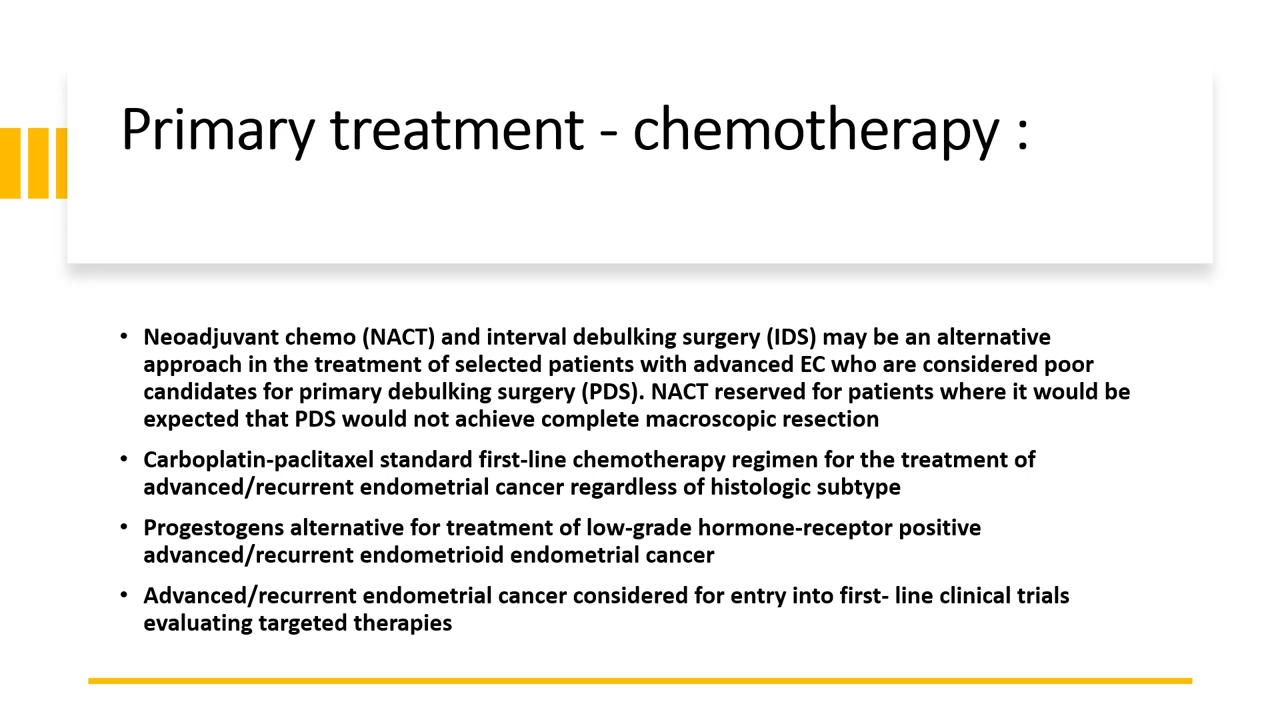 Primary treatment - chemotherapy :
• Neoadjuvant chemo (NACT) and interval debulking surgery (IDS) may be an alternative
approach in the treatment of selected patients with advanced EC who are considered poor
candidates for primary debulking surgery (PDS). NACT reserved for patients where it would be
expected that PDS would not achieve complete macroscopic resection
• Carboplatin-paclitaxel standard first-line chemotherapy regimen for the treatment of
advanced/recurrent endometrial cancer regardless of histologic subtype
• Progestogens alternative for treatment of low-grade hormone-receptor positive
advanced/recurrent endometrioid endometrial cancer
• Advanced/recurrent endometrial cancer considered for entry into first- line clinical trials
evaluating targeted therapies